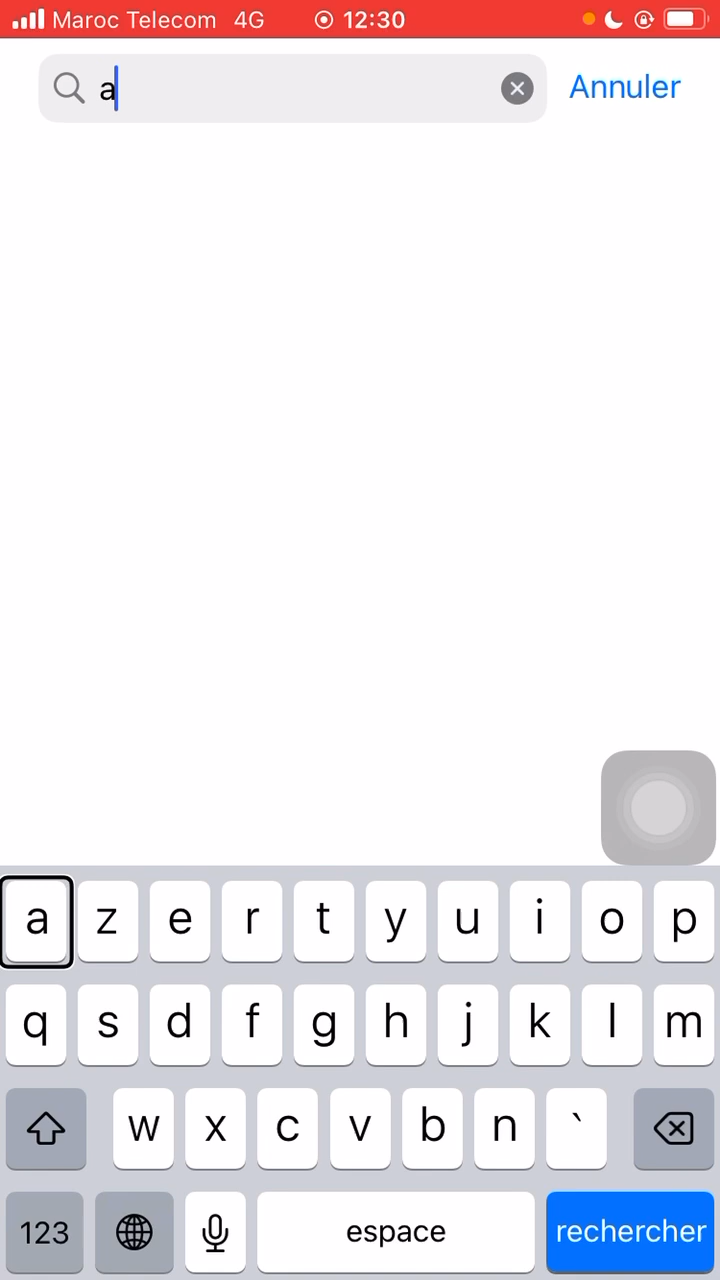 Maroc Telecom 4G 12:30
a Annuler
a z e r t y u i o p
q s d f g h j k l m
w x c v b n `
123 espace rechercher